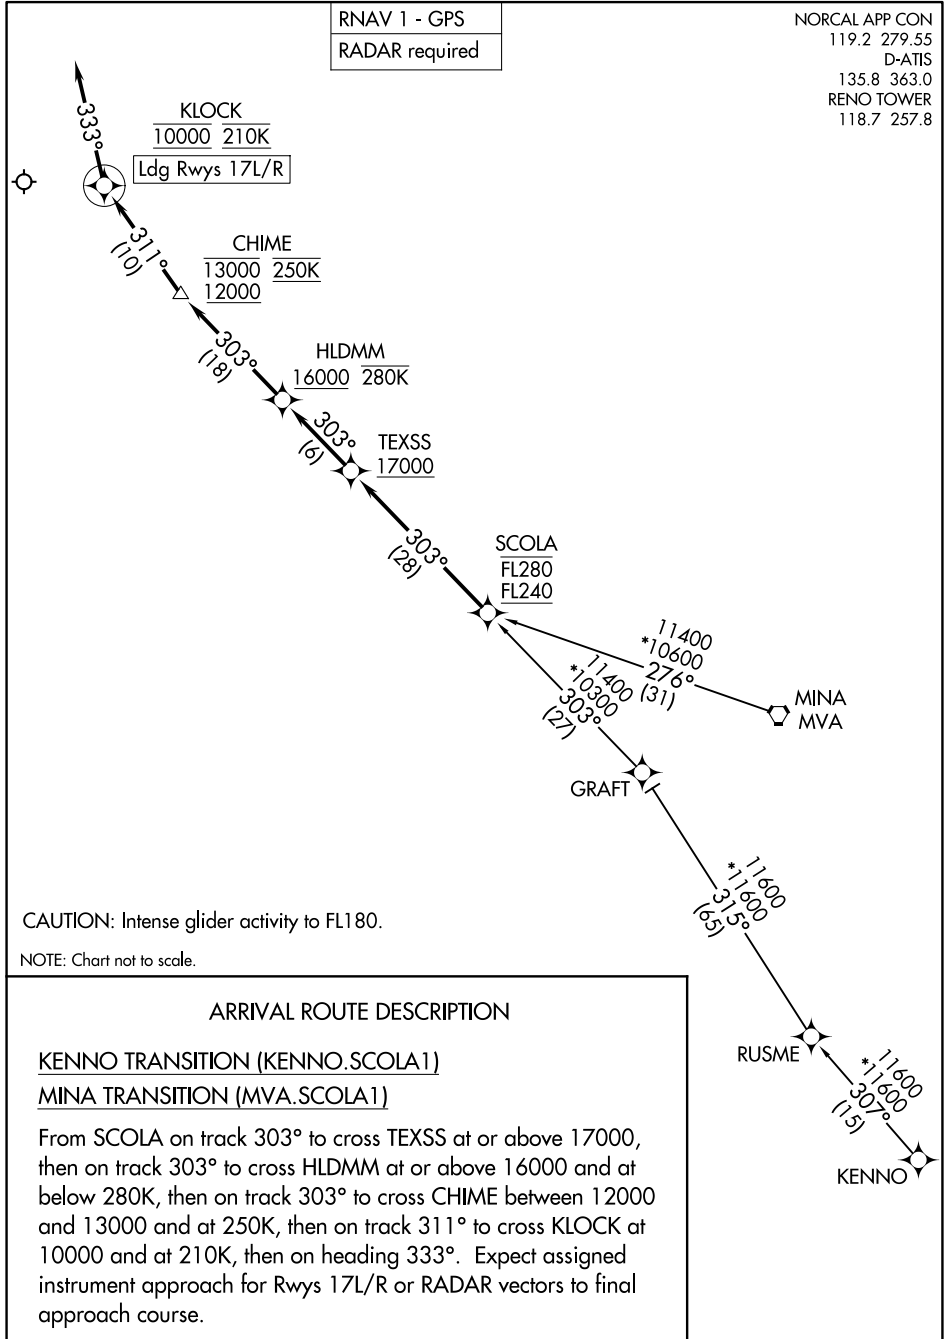 RNAV 1 - GPS
RADAR required
NORCAL APP CON
119.2 279.55
D-ATIS
135.8 363.0
RENO TOWER
118.7 257.8
333°
KLOCK
10000 210K
Ldg Rwys 17L/R
311°
(10)
CHIME
13000 250K
12000
303°
(18)
HLDMM
16000 280K
303°
(6)
TEXSS
17000
303°
(28)
SCOLA
FL280
FL240
11400
*10600
276°
(31)
MINA
MVA
11400
*10300
303°
(27)
GRAFT
11600
*11600
315°
(65)
RUSME
11600
*11600
307°
(15)
KENNO
CAUTION: Intense glider activity to FL180.
NOTE: Chart not to scale.
ARRIVAL ROUTE DESCRIPTION
KENNO TRANSITION (KENNO.SCOLA1)
MINA TRANSITION (MVA.SCOLA1)
From SCOLA on track 303° to cross TEXSS at or above 17000,
then on track 303° to cross HLDMM at or above 16000 and at
below 280K, then on track 303° to cross CHIME between 12000
and 13000 and at 250K, then on track 311° to cross KLOCK at
10000 and at 210K, then on heading 333°. Expect assigned
instrument approach for Rwys 17L/R or RADAR vectors to final
approach course.